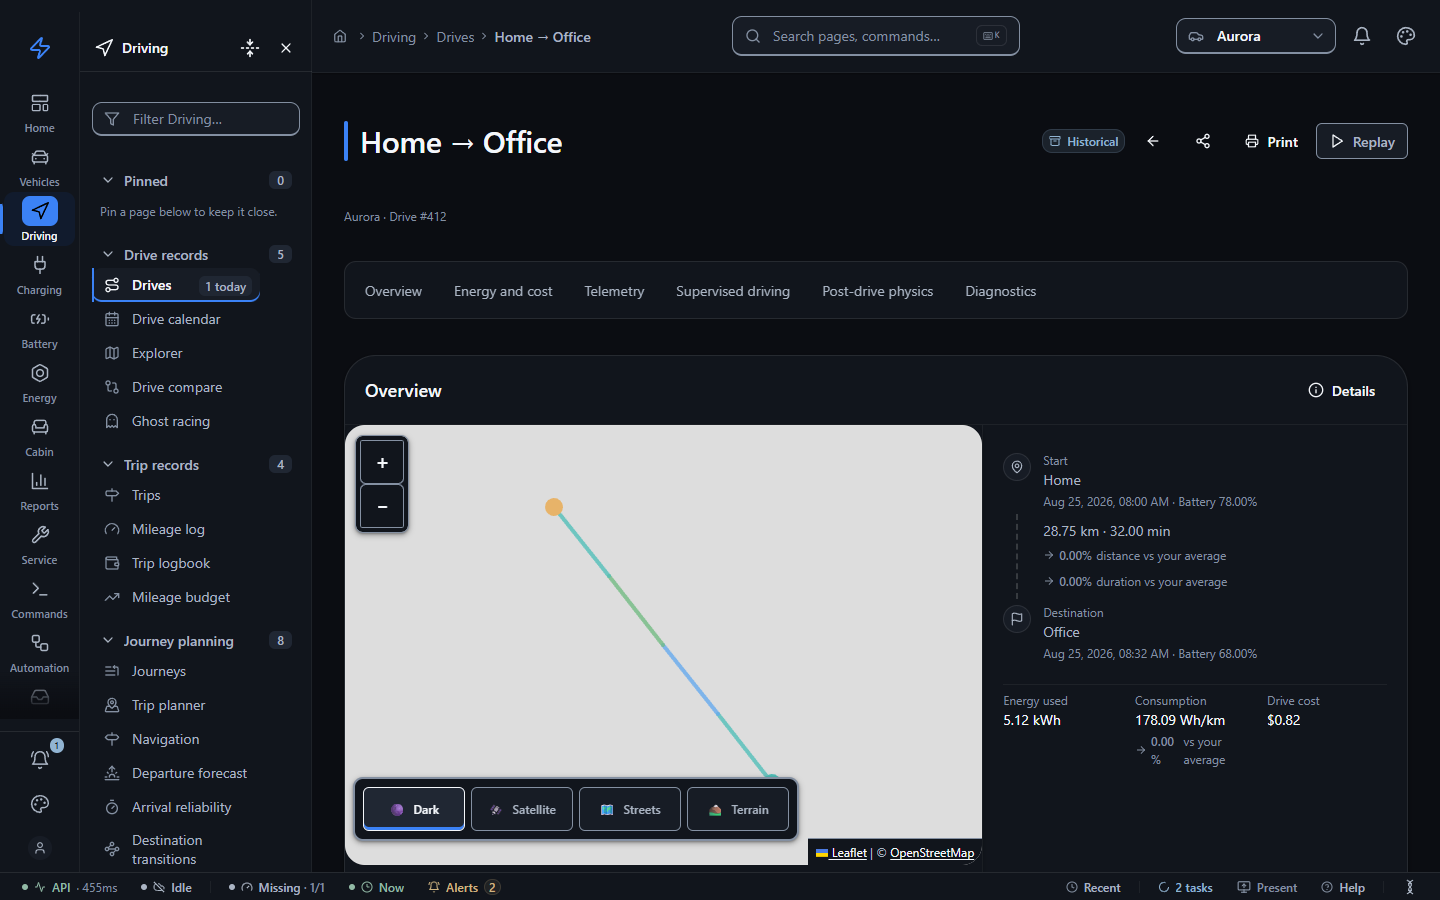 Driving
Home
Vehicles
Driving
Charging
Battery
Energy
Cabin
Reports
Service
Commands
Automation
1
Filter Driving...
Pinned 0
Pin a page below to keep it close.
Drive records 5
Drives 1 today
Drive calendar
Explorer
Drive compare
Ghost racing
Trip records 4
Trips
Mileage log
Trip logbook
Mileage budget
Journey planning 8
Journeys
Trip planner
Navigation
Departure forecast
Arrival reliability
Destination
transitions
Driving > Drives > Home → Office
Search pages, commands... K
Aurora
Home → Office
Historical
Print
Replay
Aurora · Drive #412
Overview Energy and cost Telemetry Supervised driving Post-drive physics Diagnostics
Overview
Details
+
−
Dark Satellite Streets Terrain
Leaflet | © OpenStreetMap
Start
Home
Aug 25, 2026, 08:00 AM · Battery 78.00%
28.75 km · 32.00 min
→ 0.00% distance vs your average
→ 0.00% duration vs your average
Destination
Office
Aug 25, 2026, 08:32 AM · Battery 68.00%
Energy used Consumption Drive cost
5.12 kWh 178.09 Wh/km $0.82
→ 0.00 % vs your average
API · 455ms Idle Missing · 1/1 Now Alerts 2 Recent 2 tasks Present Help